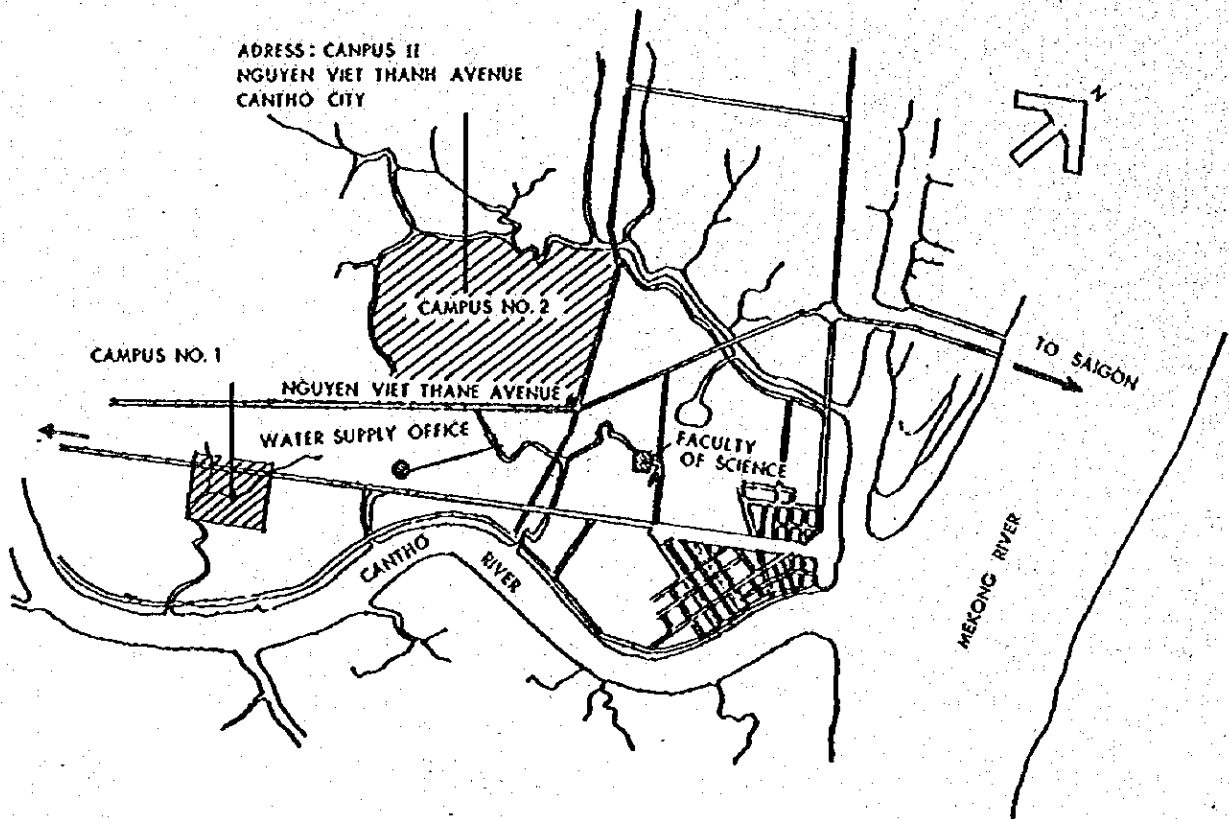 ADRESS: CANPUS II
NGUYEN VIET THANH AVENUE
CANTHO CITY
N
CAMPUS NO. 2
TO SAIGON
CAMPUS NO. 1
NGUYEN VIET THANE AVENUE
WATER SUPPLY OFFICE
FACULTY
OF SCIENCE
CANTHO RIVER
MEKONG RIVER